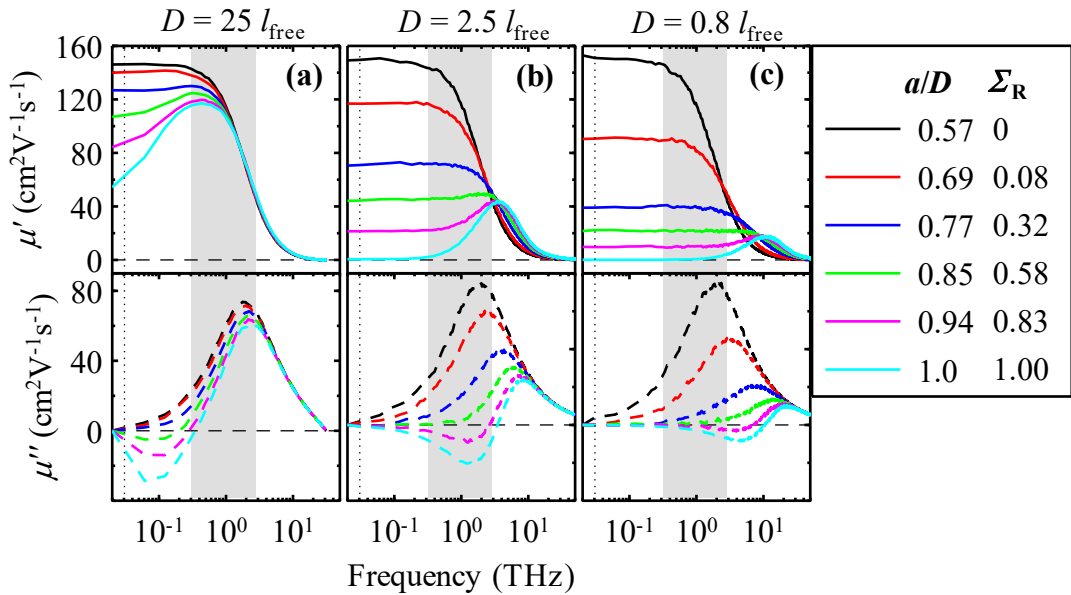 D = 25 l_free
D = 2.5 l_free
D = 0.8 l_free
160
120
80
40
0
μ' (cm²V⁻¹s⁻¹)
(a)
(b)
(c)
a/D Σ_R
0.57 0
0.69 0.08
0.77 0.32
0.85 0.58
0.94 0.83
1.0 1.00
80
40
0
μ'' (cm²V⁻¹s⁻¹)
10⁻¹ 10⁰ 10¹
10⁻¹ 10⁰ 10¹
10⁻¹ 10⁰ 10¹
Frequency (THz)